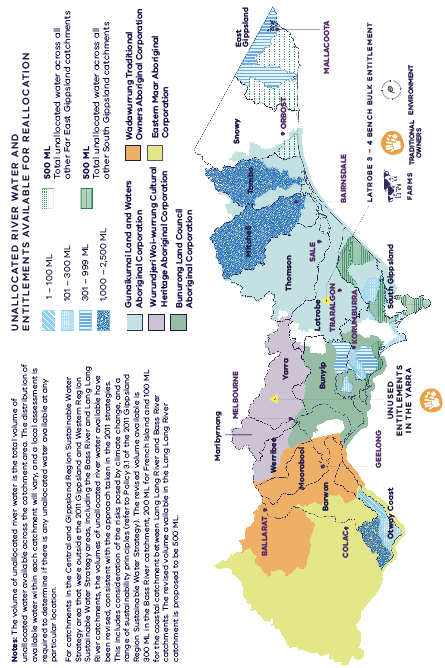 UNALLOCATED RIVER WATER AND
ENTITLEMENTS AVAILABLE FOR REALLOCATION
1 – 100 ML
101 – 300 ML
301 – 999 ML
1,000 – 2,500 ML
500 ML
Total unallocated water across all
other Far East Gippsland catchments
500 ML
Total unallocated water across all
other South Gippsland catchments
Gunaikurnai Land and Waters
Aboriginal Corporation
Wurundjeri Woi-wurrung Cultural
Heritage Aboriginal Corporation
Bunurong Land Council
Aboriginal Corporation
Wadawurrung Traditional
Owners Aboriginal Corporation
Eastern Maar Aboriginal
Corporation
Notes: The volume of unallocated river water is the total volume of
unallocated water available across the catchment area. The distribution of
available water within each catchment will vary, and a local assessment is
required to determine if there is any unallocated water available at any
particular location.
For catchments in the Central and Gippsland Region Sustainable Water
Strategy area that were outside the 2011 Gippsland and Western Region
Sustainable Water Strategy areas, including the Bass River and Lang Lang
River catchments, the volumes of unallocated river water available have
been revised, consistent with the approach taken in the 2011 strategies.
This includes consideration of the risks posed by climate change, and a
range of sustainability principles (refer to Policy 3.1 of the 2011 Gippsland
Region Sustainable Water Strategy). The revised volume available is
300 ML in the Bass River catchment, 200 ML for French Island and 100 ML
for the coastal catchment between Lang Lang River and Bass River
catchments. The revised volume available in the Lang Lang River
catchment is proposed to be 500 ML.
East
Gippsland
MALLACOOTA
Snowy
ORBOST
Tambo
Mitchell
BAIRNSDALE
Thomson
SALE
LATROBE 3 – 4 BENCH BULK ENTITLEMENT
FARMS
TRADITIONAL
OWNERS
ENVIRONMENT
Latrobe
TRARALGON
South Gippsland
KORUMBURRA
Bunyip
Yarra
MELBOURNE
Maribyrnong
Werribee
UNUSED
ENTITLEMENTS
IN THE YARRA
Moorabool
GEELONG
Barwon
BALLARAT
COLAC
Otway Coast